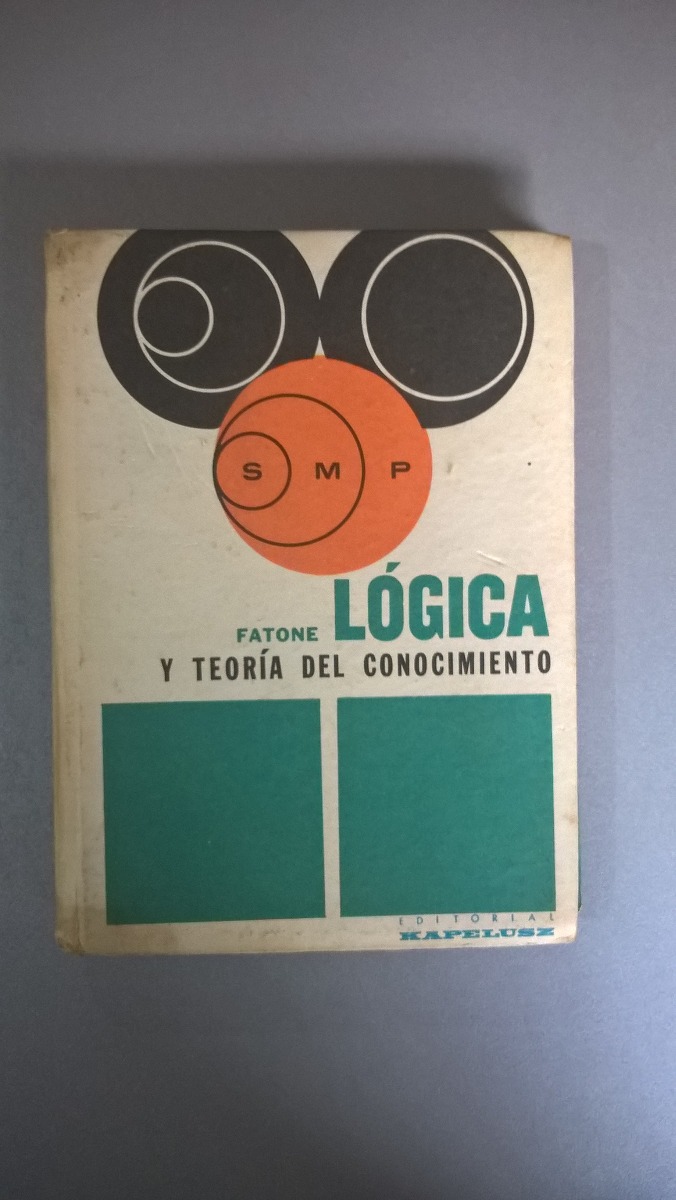 S M P
FATONE LÓGICA
Y TEORÍA DEL CONOCIMIENTO
EDITORIAL
KAPELUSZ